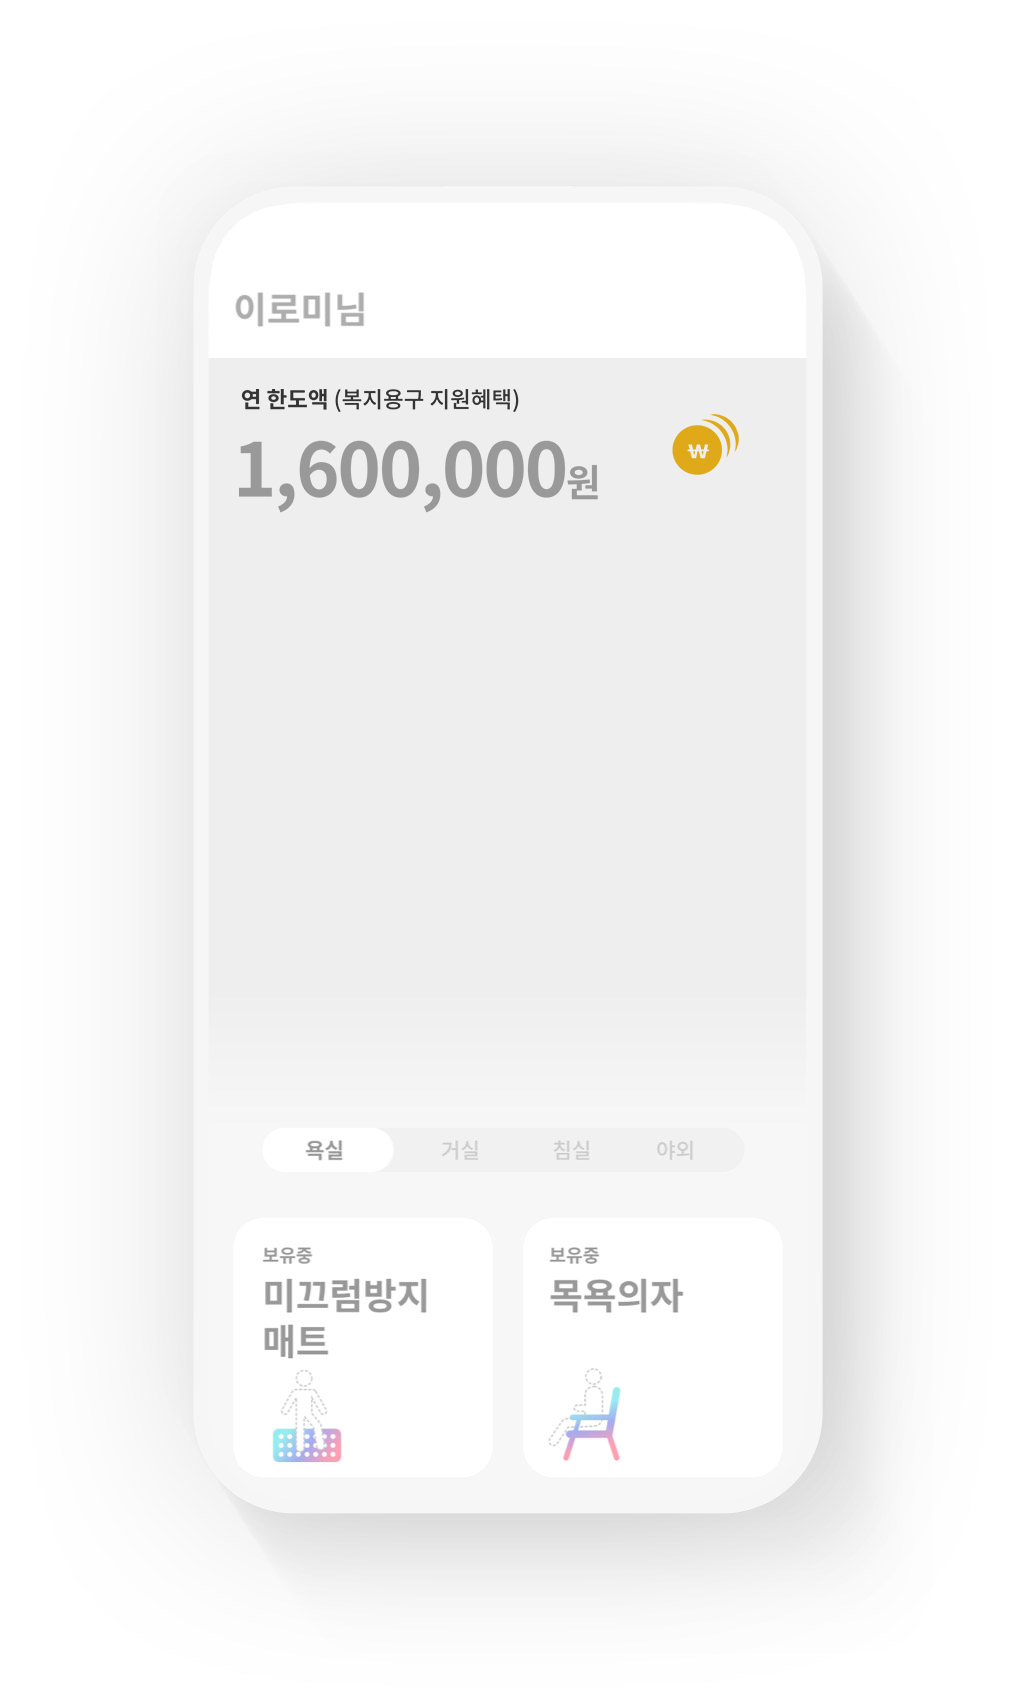 이로미님
연 한도액 (복지용구 지원혜택)
1,600,000원
₩
욕실 거실 침실 야외
보유중
미끄럼방지
매트
보유중
목욕의자